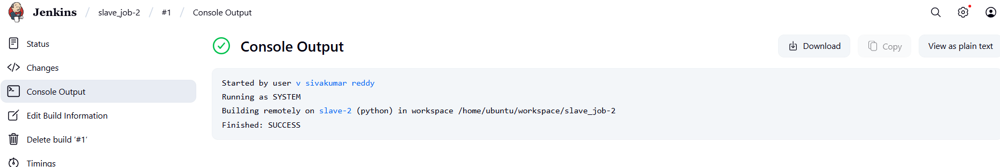 Jenkins / slave_job-2 / #1 / Console Output
Status
Changes
Console Output
Edit Build Information
Delete build ‘#1’
Timings
Console Output
Download
Copy
View as plain text
Started by user v sivakumar reddy
Running as SYSTEM
Building remotely on slave-2 (python) in workspace /home/ubuntu/workspace/slave_job-2
Finished: SUCCESS